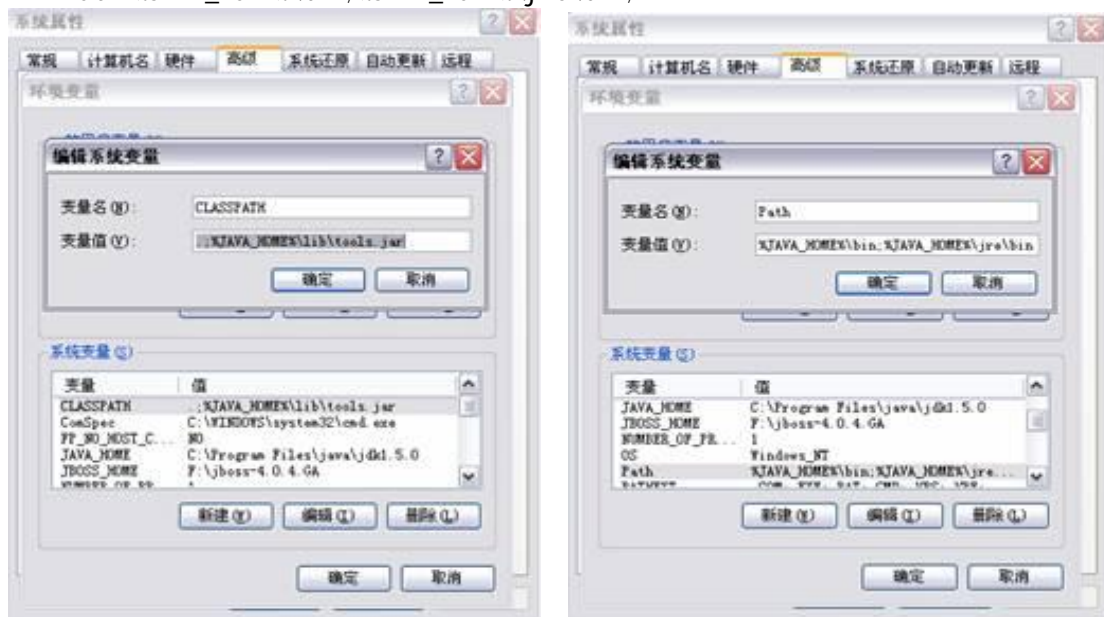 系统属性
常规 计算机名 硬件 高级 系统还原 自动更新 远程
环境变量
编辑系统变量
变量名(N): CLASSPATH
变量值(V): .;%JAVA_HOME%\lib\tools.jar
确定 取消
系统变量(S)
变量 值
CLASSPATH .;%JAVA_HOME%\lib\tools.jar
ComSpec C:\WINDOWS\system32\cmd.exe
FP_NO_HOST_C... NO
JAVA_HOME C:\Program Files\java\jdk1.5.0
JBOSS_HOME F:\jboss-4.0.4.GA
新建(W) 编辑(I) 删除(L)
确定 取消
系统属性
常规 计算机名 硬件 高级 系统还原 自动更新 远程
环境变量
编辑系统变量
变量名(N): Path
变量值(V): %JAVA_HOME%\bin;%JAVA_HOME%\jre\bin
确定 取消
系统变量(S)
变量 值
JAVA_HOME C:\Program Files\java\jdk1.5.0
JBOSS_HOME F:\jboss-4.0.4.GA
NUMBER_OF_PR... 1
OS Windows_NT
Path %JAVA_HOME%\bin;%JAVA_HOME%\jre...
新建(W) 编辑(I) 删除(L)
确定 取消